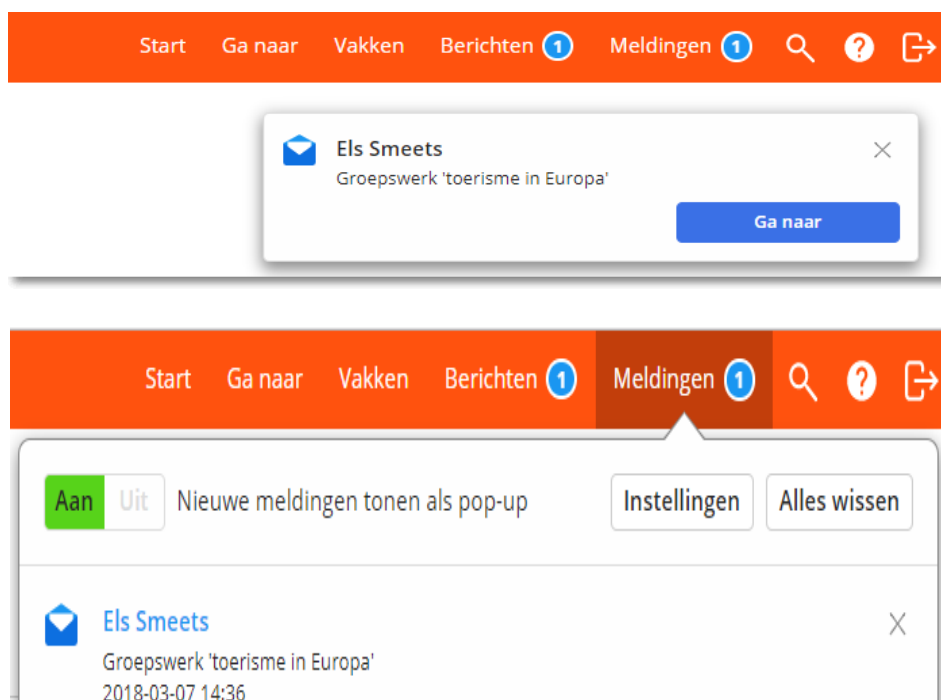 Start Ga naar Vakken Berichten 1 Meldingen 1 ?
Els Smeets
Groepswerk 'toerisme in Europa'
Ga naar
Start Ga naar Vakken Berichten 1 Meldingen 1 ?
Aan Uit Nieuwe meldingen tonen als pop-up Instellingen Alles wissen
Els Smeets
Groepswerk 'toerisme in Europa'
2018-03-07 14:36